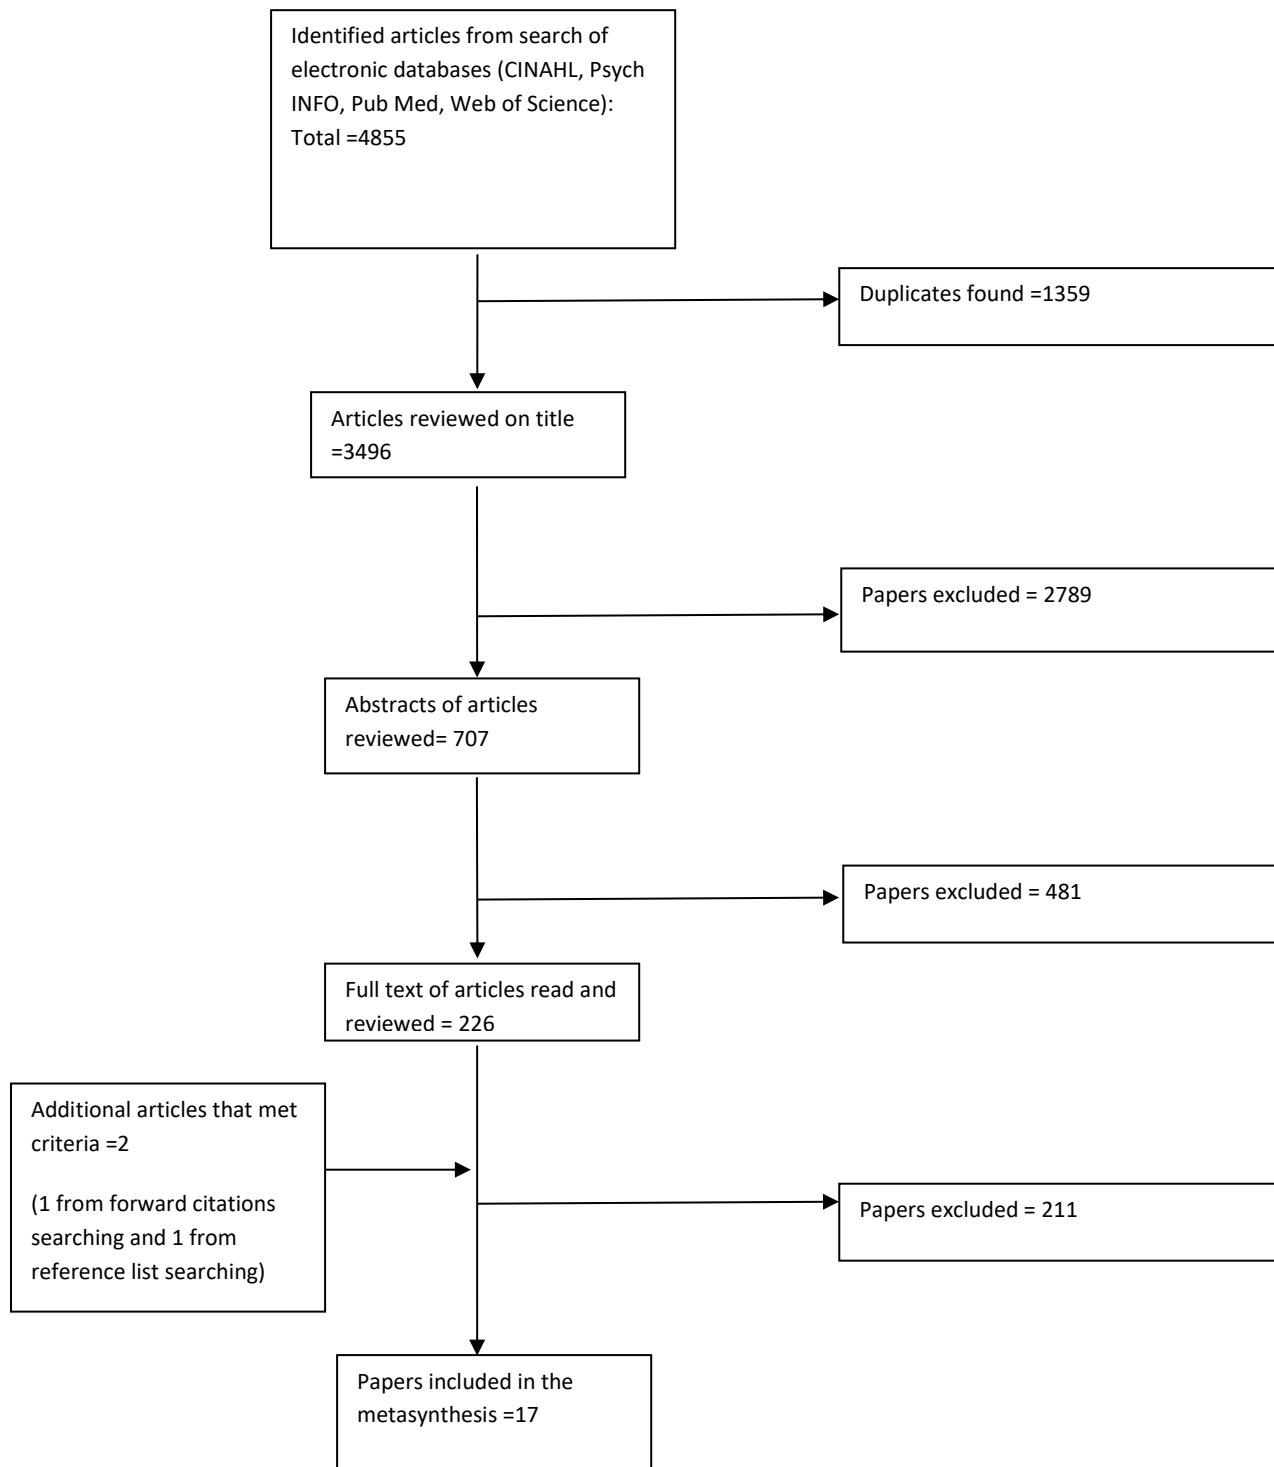 Identified articles from search of
electronic databases (CINAHL, Psych
INFO, Pub Med, Web of Science):
Total =4855
Duplicates found =1359
Articles reviewed on title
=3496
Papers excluded = 2789
Abstracts of articles
reviewed= 707
Papers excluded = 481
Full text of articles read and
reviewed = 226
Additional articles that met
criteria =2
(1 from forward citations
searching and 1 from
reference list searching)
Papers excluded = 211
Papers included in the
metasynthesis =17